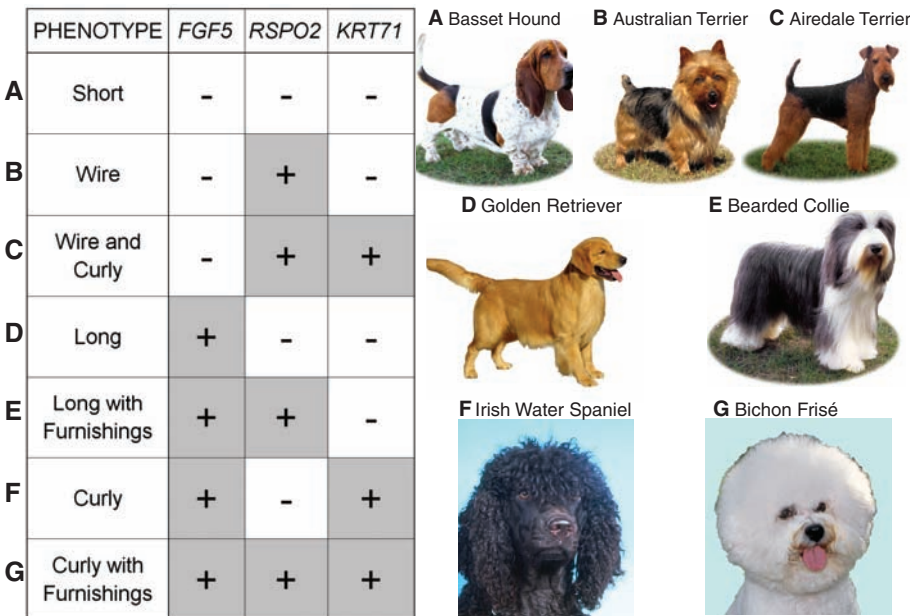 PHENOTYPE FGF5 RSPO2 KRT71
A Short - - -
B Wire - + -
C Wire and
Curly - + +
D Long + - -
E Long with
Furnishings + + -
F Curly + - +
G Curly with
Furnishings + + +
A Basset Hound B Australian Terrier C Airedale Terrier
D Golden Retriever E Bearded Collie
F Irish Water Spaniel G Bichon Frisé